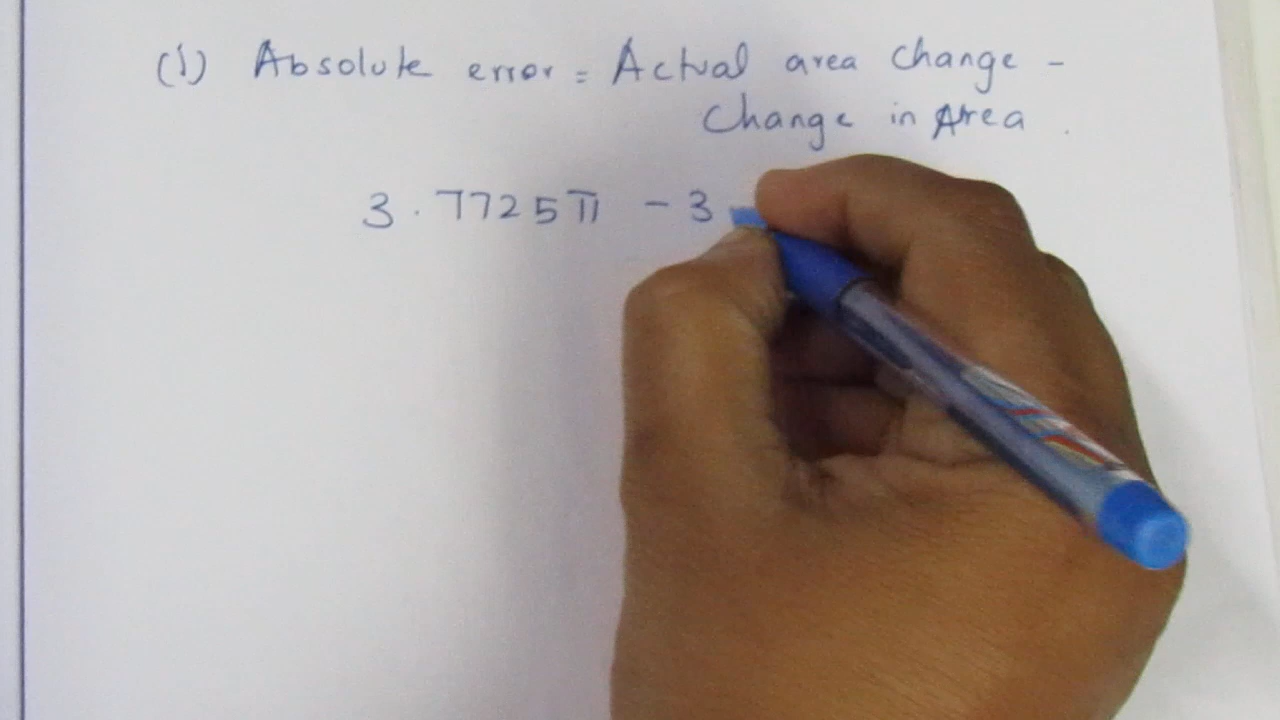 (1) Absolute error = Actual area change -
change in Area.
3.7725π - 3